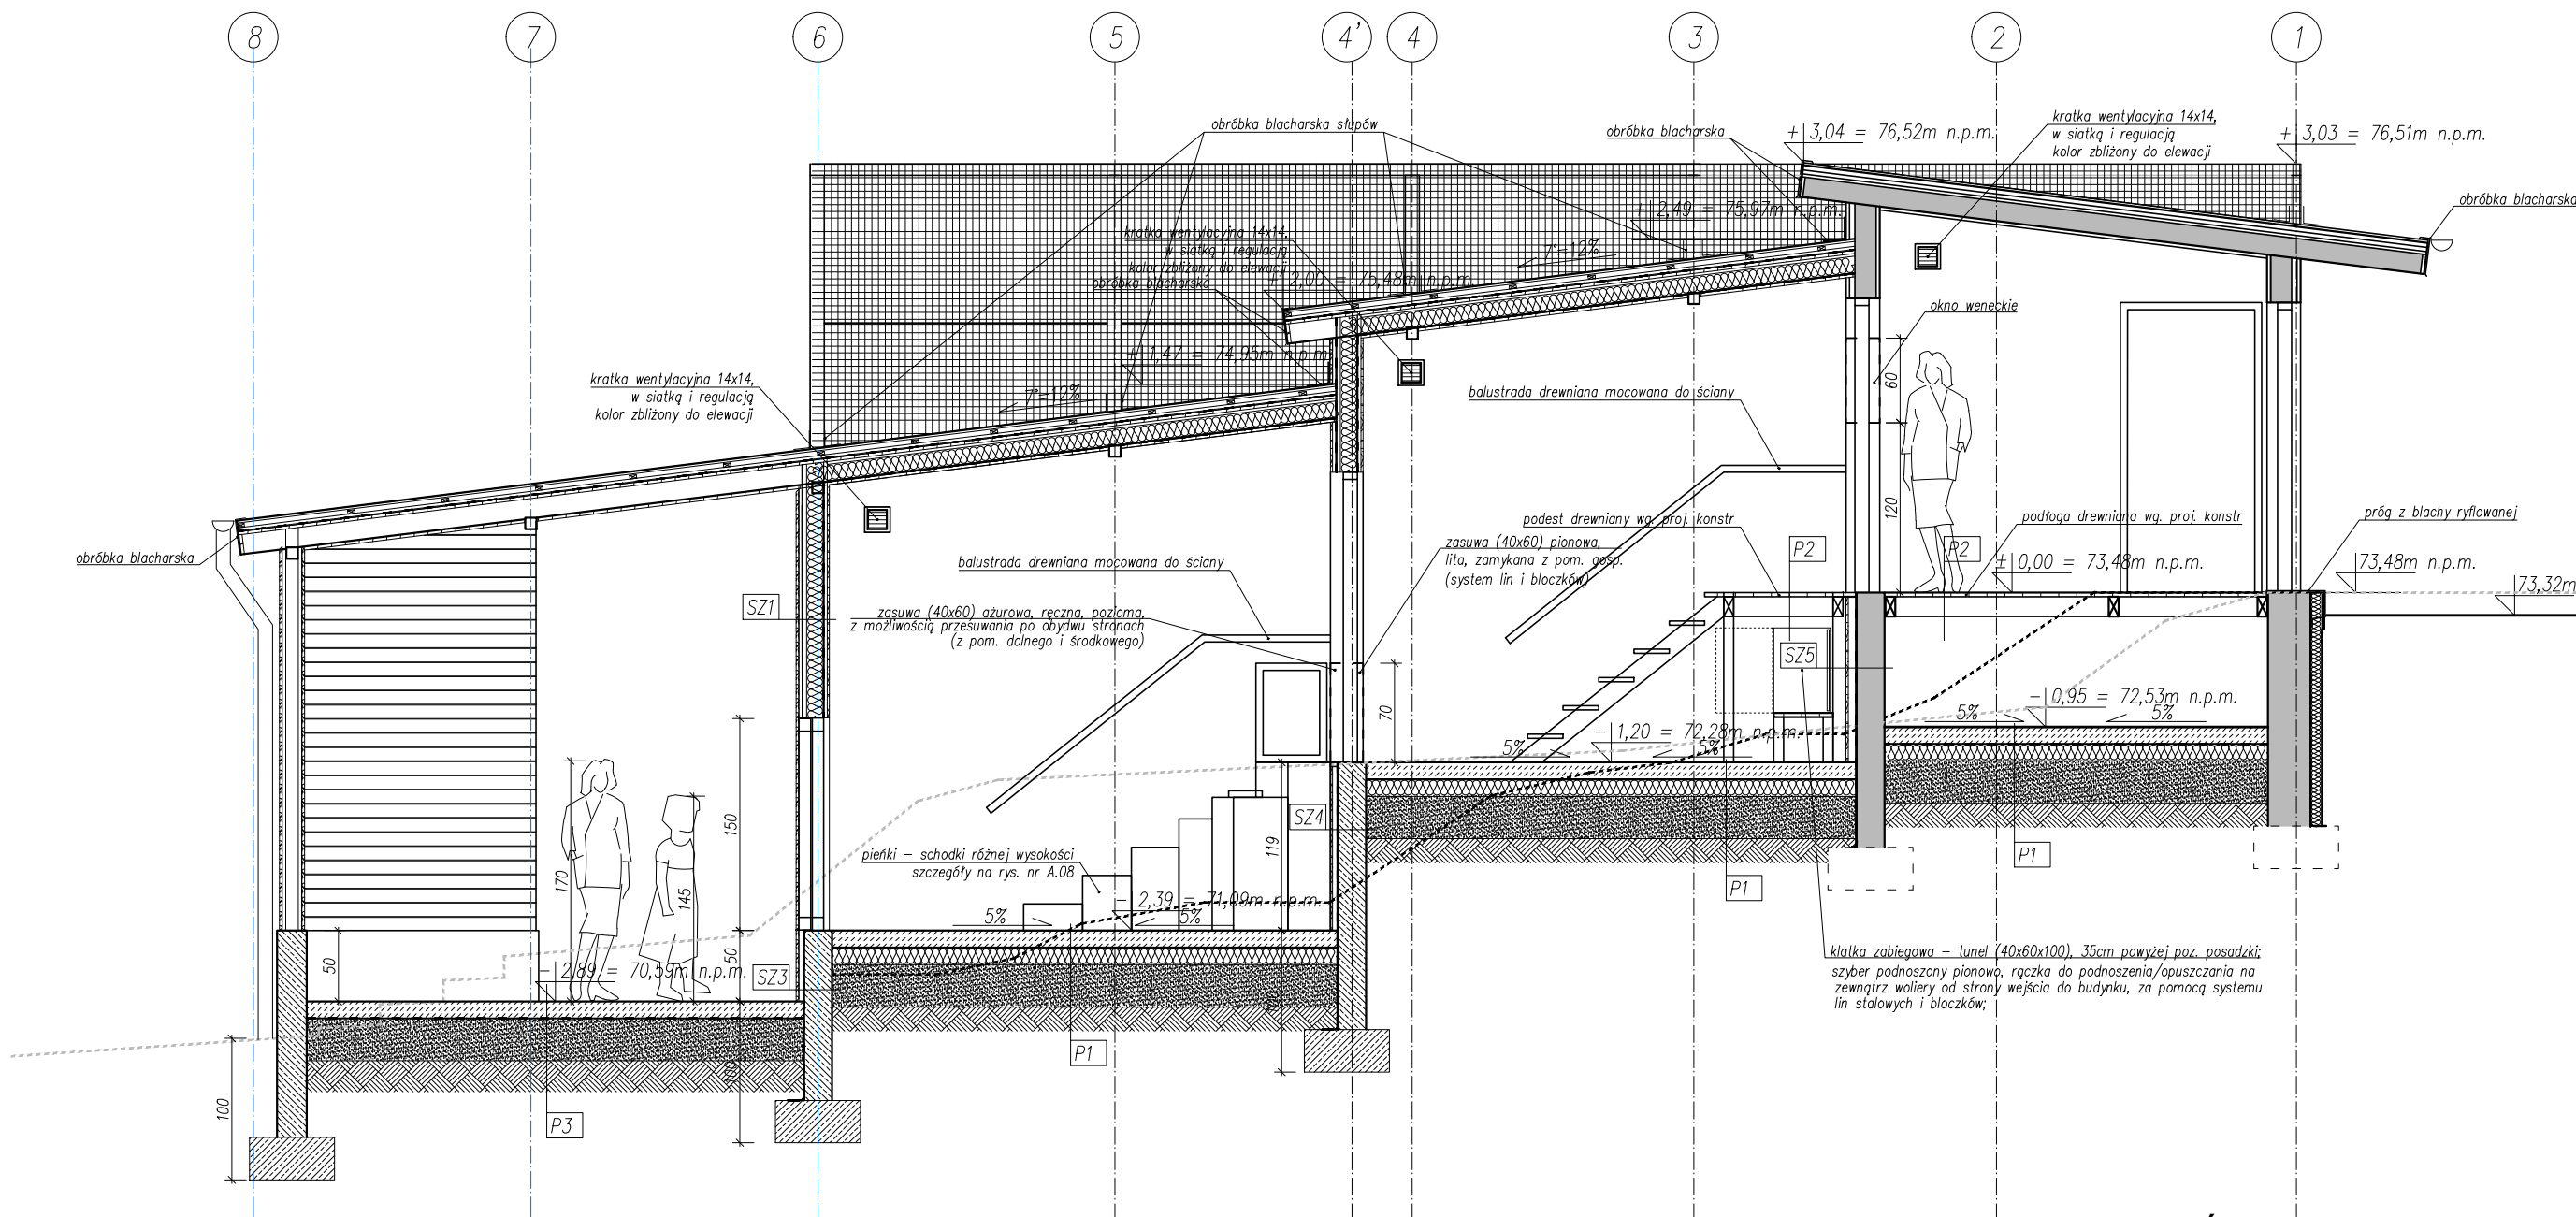 8
7
6
5
4'
4
3
2
1
obróbka blacharska słupów
obróbka blacharska
+ 3,04 = 76,52m n.p.m.
kratka wentylacyjna 14x14,
w siatką i regulacją
kolor zbliżony do elewacji
+ 3,03 = 76,51m n.p.m.
obróbka blacharska
+ 2,49 = 75,97m n.p.m.
7°=12%
kratka wentylacyjna 14x14,
w siatką i regulacją
kolor zbliżony do elewacji
obróbka blacharska
+ 2,00 = 75,48m n.p.m.
okno weneckie
+ 1,47 = 74,95m n.p.m.
7°=12%
kratka wentylacyjna 14x14,
w siatką i regulacją
kolor zbliżony do elewacji
balustrada drewniana mocowana do ściany
60
120
obróbka blacharska
podest drewniany wg. proj. konstr
podłoga drewniana wg. proj. konstr
próg z blachy ryflowanej
zasuwa (40x60) pionowa,
lita, zamykana z pom. gosp.
(system lin i bloczków)
P2
P2
± 0,00 = 73,48m n.p.m.
73,48m n.p.m.
73,32m
balustrada drewniana mocowana do ściany
SZ1
zasuwa (40x60) ażurowa, ręczna, pozioma,
z możliwością przesuwania po obydwu stronach
(z pom. dolnego i środkowego)
SZ5
70
- 0,95 = 72,53m n.p.m.
5%
5%
- 1,20 = 72,28m n.p.m.
5%
5%
150
SZ4
119
pieńki – schodki różnej wysokości
szczegóły na rys. nr A.08
170
145
P1
P1
- 2,39 = 71,09m n.p.m.
5%
5%
50
50
- 2,89 = 70,59m n.p.m.
SZ3
klatka zabiegowa – tunel (40x60x100), 35cm powyżej poz. posadzki;
szyber podnoszony pionowo, rączka do podnoszenia/opuszczania na
zewnątrz woliery od strony wejścia do budynku, za pomocą systemu
lin stalowych i bloczków;
100
P1
100
100
P3